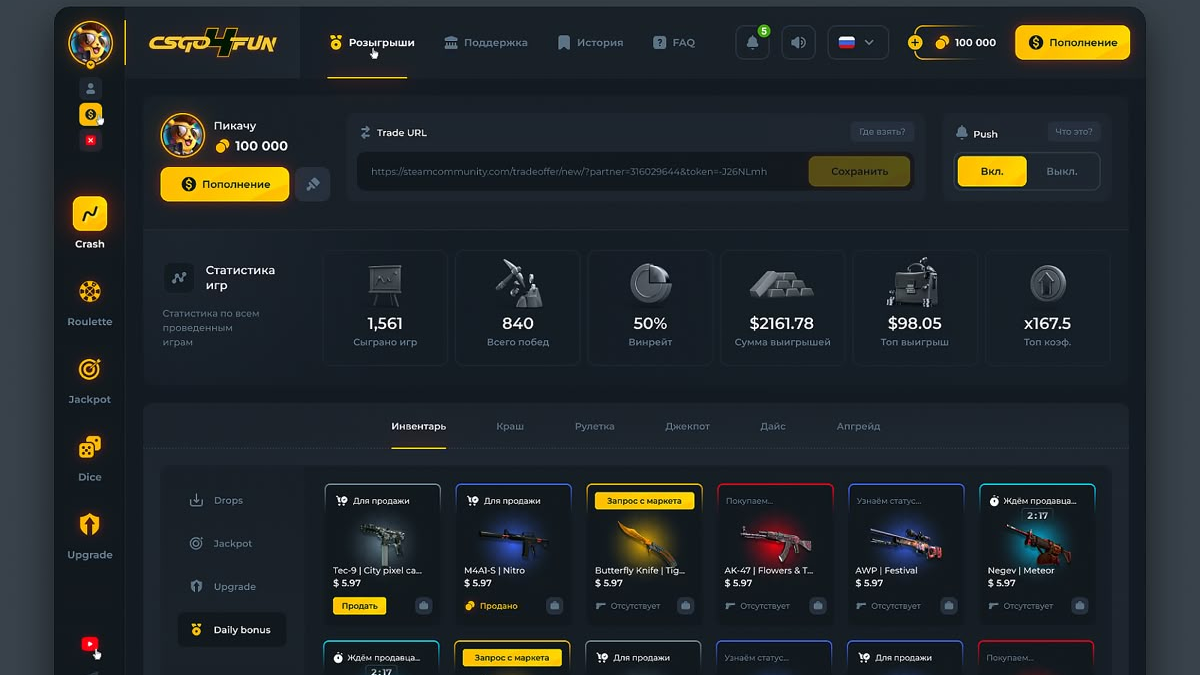 CSGO4FUN
Розыгрыши
Поддержка
История
FAQ
5
100 000
Пополнение
Пикачу
100 000
Пополнение
Trade URL
Где взять?
https://steamcommunity.com/tradeoffer/new/?partner=316029644&token=-J26NLmh
Сохранить
Push
Что это?
Вкл.
Выкл.
Crash
Roulette
Jackpot
Dice
Upgrade
Статистика
игр
Статистика по всем
проведенным
играм
1,561
Сыграно игр
840
Всего побед
50%
Винрейт
$2161.78
Сумма выигрышей
$98.05
Топ выигрыш
x167.5
Топ коэф.
Инвентарь
Краш
Рулетка
Джекпот
Дайс
Апгрейд
Drops
Jackpot
Upgrade
Daily bonus
Для продажи
Tec-9 | City pixel ca...
$ 5.97
Продать
Для продажи
M4A1-S | Nitro
$ 5.97
Продано
Запрос с маркета
Butterfly Knife | Tig...
$ 5.97
Отсутствует
Покупаем...
AK-47 | Flowers & T...
$ 5.97
Отсутствует
Узнаём статус...
AWP | Festival
$ 5.97
Отсутствует
Ждём продавца...
2:17
Negev | Meteor
$ 5.97
Отсутствует
Ждём продавца...
2:17
Запрос с маркета
Для продажи
Узнаём статус...
Для продажи
Покупаем...